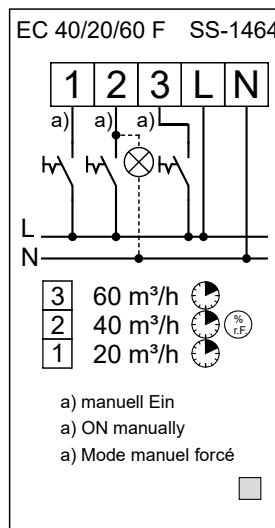 EC 40/20/60 F SS-1464
1 2 3 L N
a) a) a)
L
N
3 60 m³/h
2 40 m³/h % r.F.
1 20 m³/h
a) manuell Ein
a) ON manually
a) Mode manuel forcé